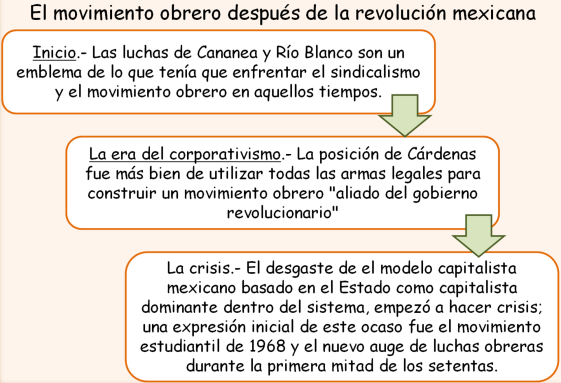 El movimiento obrero después de la revolución mexicana
Inicio.- Las luchas de Cananea y Río Blanco son un
emblema de lo que tenía que enfrentar el sindicalismo
y el movimiento obrero en aquellos tiempos.
La era del corporativismo.- La posición de Cárdenas
fue más bien de utilizar todas las armas legales para
construir un movimiento obrero "aliado del gobierno
revolucionario"
La crisis.- El desgaste de el modelo capitalista
mexicano basado en el Estado como capitalista
dominante dentro del sistema, empezó a hacer crisis;
una expresión inicial de este ocaso fue el movimiento
estudiantil de 1968 y el nuevo auge de luchas obreras
durante la primera mitad de los setentas.